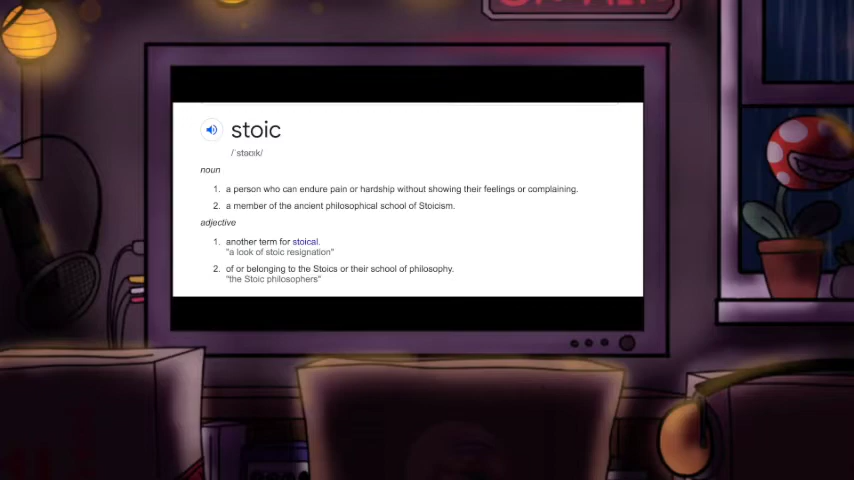 stoic
/ˈstəʊɪk/
noun
1. a person who can endure pain or hardship without showing their feelings or complaining.
2. a member of the ancient philosophical school of Stoicism.
adjective
1. another term for stoical.
"a look of stoic resignation"
2. of or belonging to the Stoics or their school of philosophy.
"the Stoic philosophers"